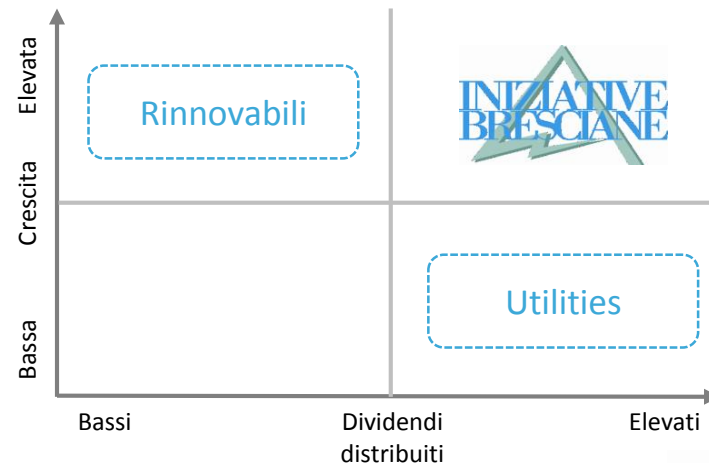 Elevata
Rinnovabili
INIZIATIVE
BRESCIANE
Crescita
Utilities
Bassa
Bassi
Dividendi
distribuiti
Elevati